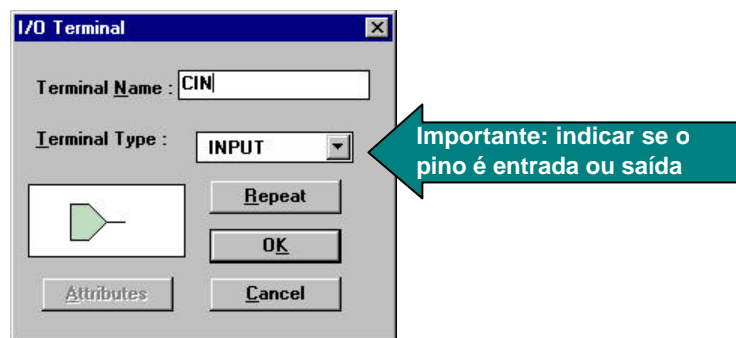 I/O Terminal
Terminal Name : CIN
Terminal Type : INPUT
Importante: indicar se o
pino é entrada ou saída
Repeat
OK
Attributes
Cancel